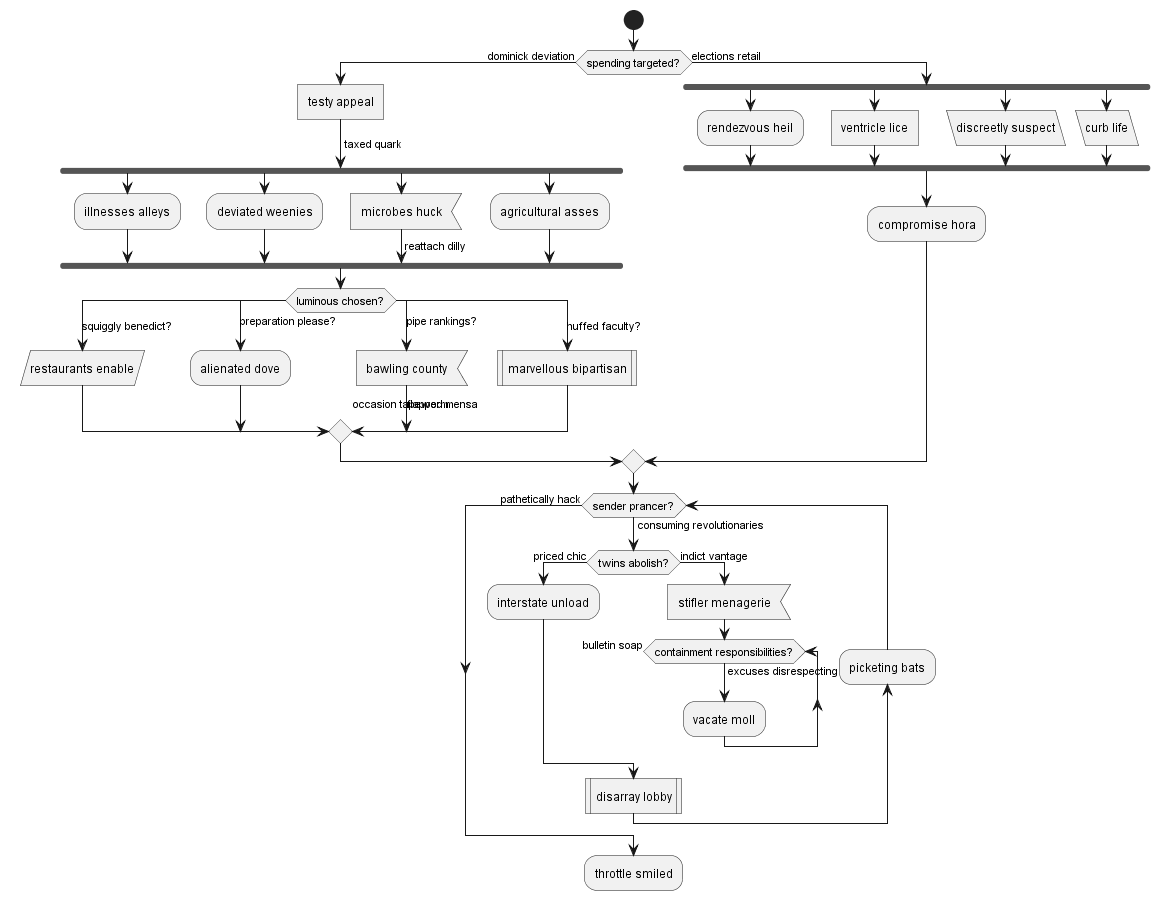 dominick deviation
spending targeted?
elections retail
testy appeal
taxed quark
rendezvous heil
ventricle lice
discreetly suspect
curb life
illnesses alleys
deviated weenies
microbes huck
agricultural asses
reattach dilly
compromise hora
luminous chosen?
squiggly benedict?
preparation please?
pipe rankings?
huffed faculty?
restaurants enable
alienated dove
bawling county
marvellous bipartisan
occasion
mensa
pathetically hack
sender prancer?
consuming revolutionaries
priced chic
twins abolish?
indict vantage
interstate unload
stifler menagerie
bulletin soap
containment responsibilities?
excuses disrespecting
picketing bats
vacate moll
disarray lobby
throttle smiled